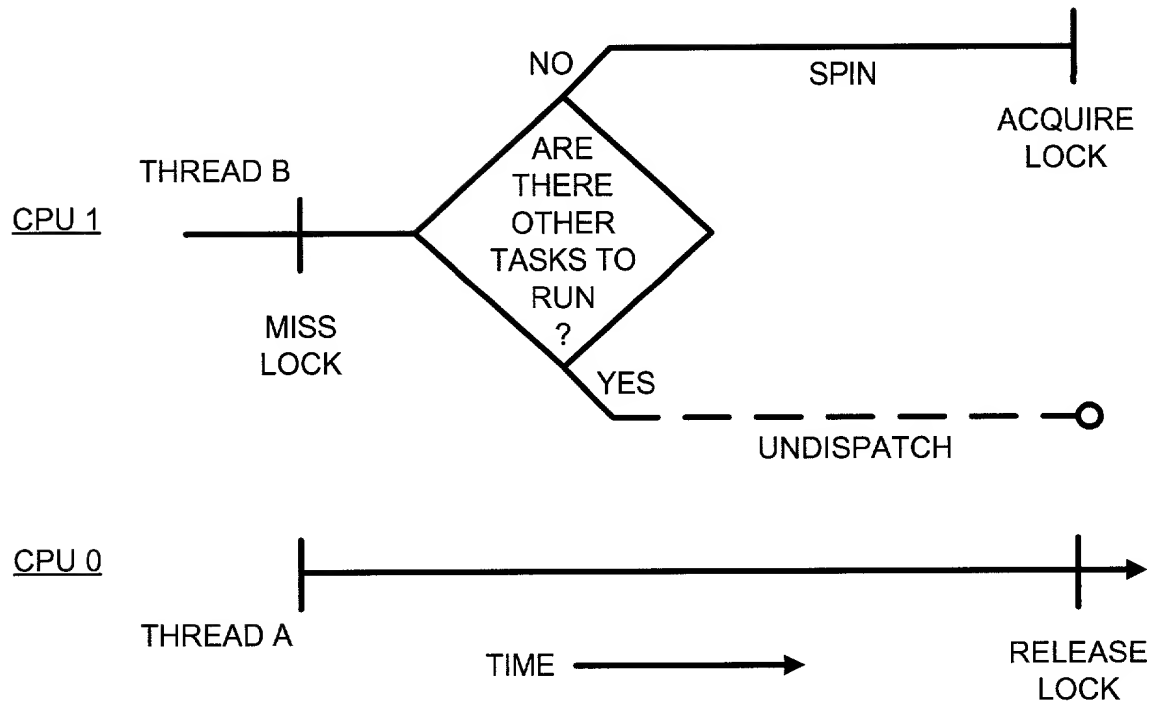 NO
SPIN
ACQUIRE
LOCK
THREAD B
CPU 1
MISS
LOCK
ARE
THERE
OTHER
TASKS TO
RUN
?
YES
UNDISPATCH
CPU 0
THREAD A
TIME
RELEASE
LOCK